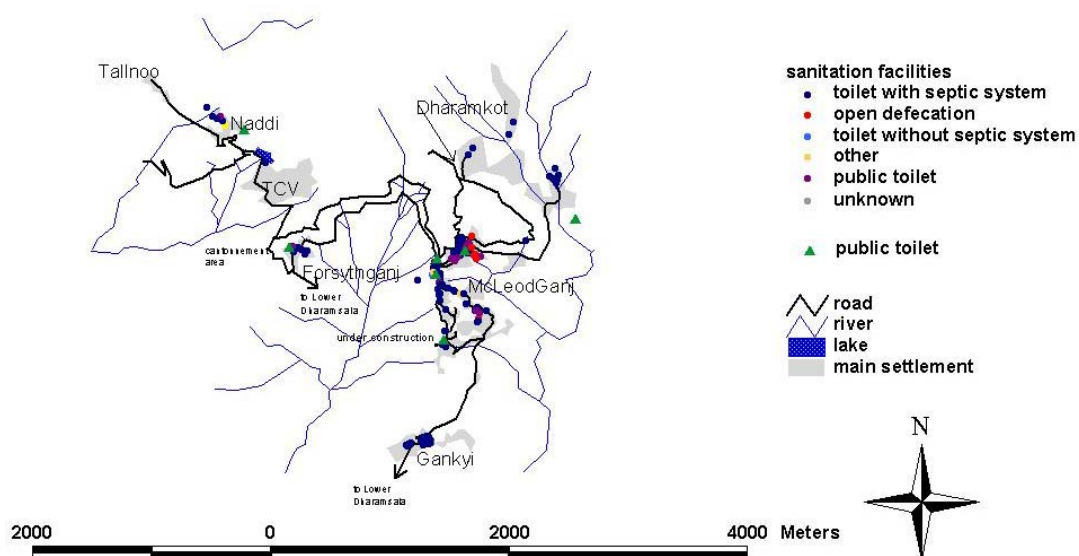 Tallnoo
Naddi
TCV
Dharamkot
cantonnement
area
Forsythganj
to Lower
Dharamsala
McLeodGanj
under construction
Gankyi
to Lower
Dharamsala
sanitation facilities
toilet with septic system
open defecation
toilet without septic system
other
public toilet
unknown
public toilet
road
river
lake
main settlement
N
2000 0 2000 4000 Meters